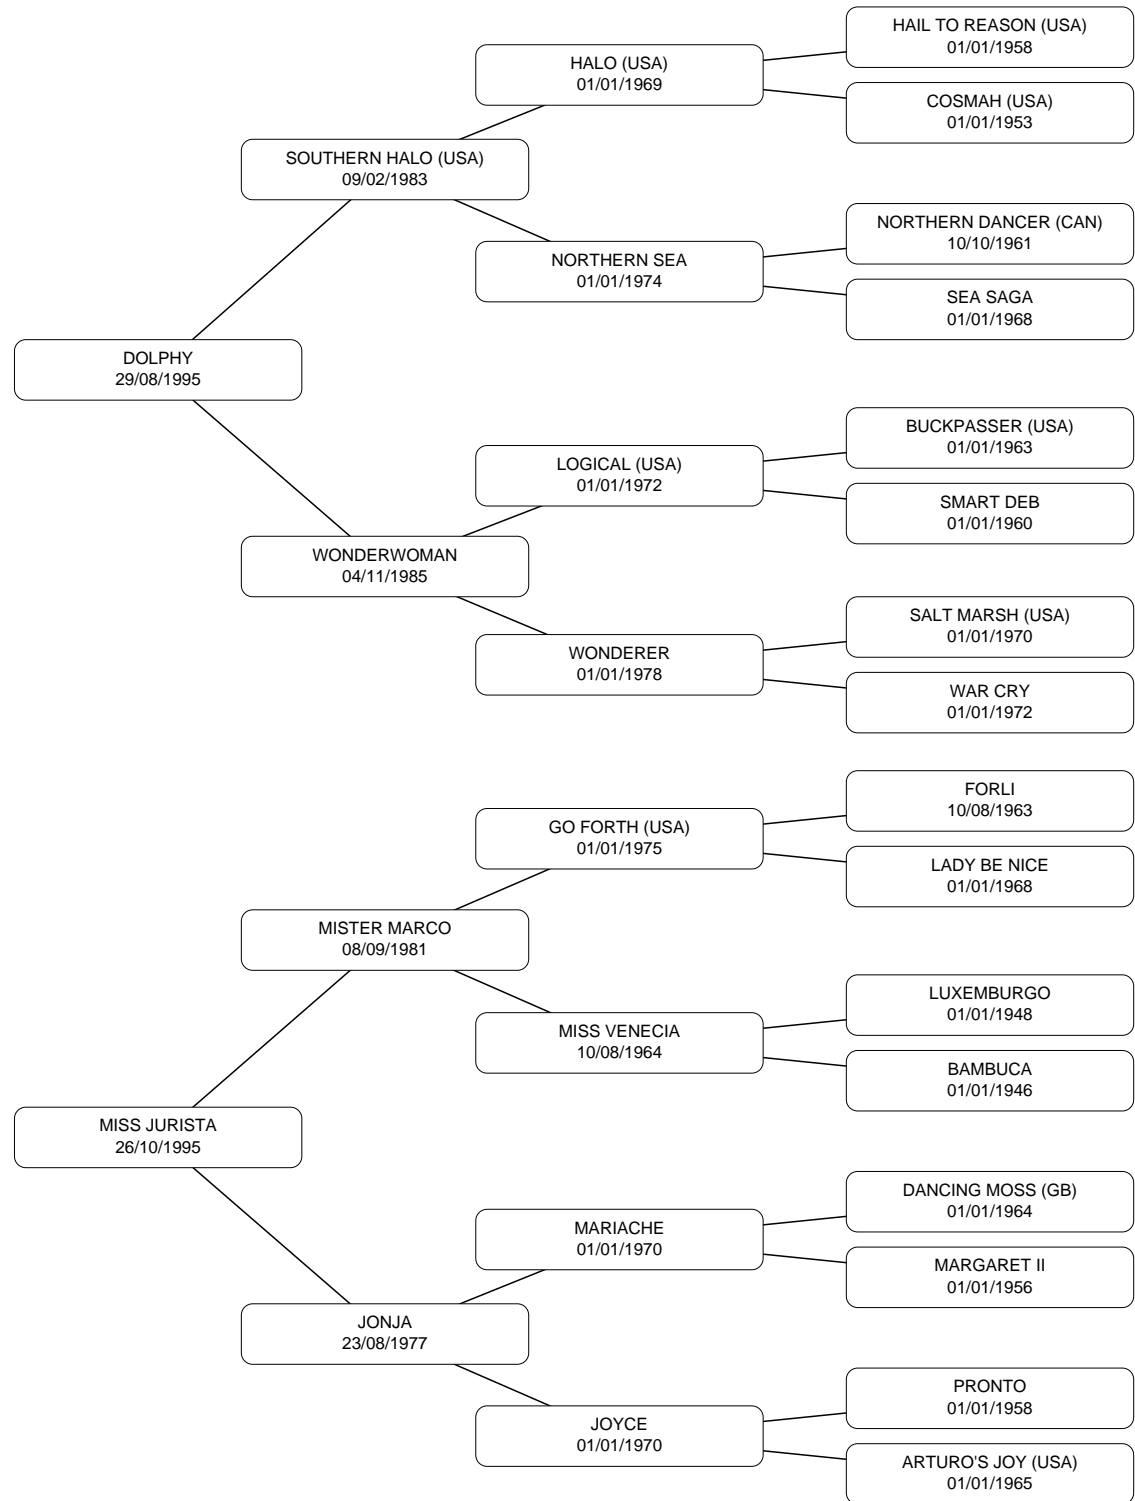 HAIL TO REASON (USA)
01/01/1958
HALO (USA)
01/01/1969
COSMAH (USA)
01/01/1953
SOUTHERN HALO (USA)
09/02/1983
NORTHERN DANCER (CAN)
10/10/1961
NORTHERN SEA
01/01/1974
SEA SAGA
01/01/1968
DOLPHY
29/08/1995
BUCKPASSER (USA)
01/01/1963
LOGICAL (USA)
01/01/1972
SMART DEB
01/01/1960
WONDERWOMAN
04/11/1985
SALT MARSH (USA)
01/01/1970
WONDERER
01/01/1978
WAR CRY
01/01/1972
FORLI
10/08/1963
GO FORTH (USA)
01/01/1975
LADY BE NICE
01/01/1968
MISTER MARCO
08/09/1981
LUXEMBURGO
01/01/1948
MISS VENECIA
10/08/1964
BAMBUCA
01/01/1946
MISS JURISTA
26/10/1995
DANCING MOSS (GB)
01/01/1964
MARIACHE
01/01/1970
MARGARET II
01/01/1956
JONJA
23/08/1977
PRONTO
01/01/1958
JOYCE
01/01/1970
ARTURO'S JOY (USA)
01/01/1965